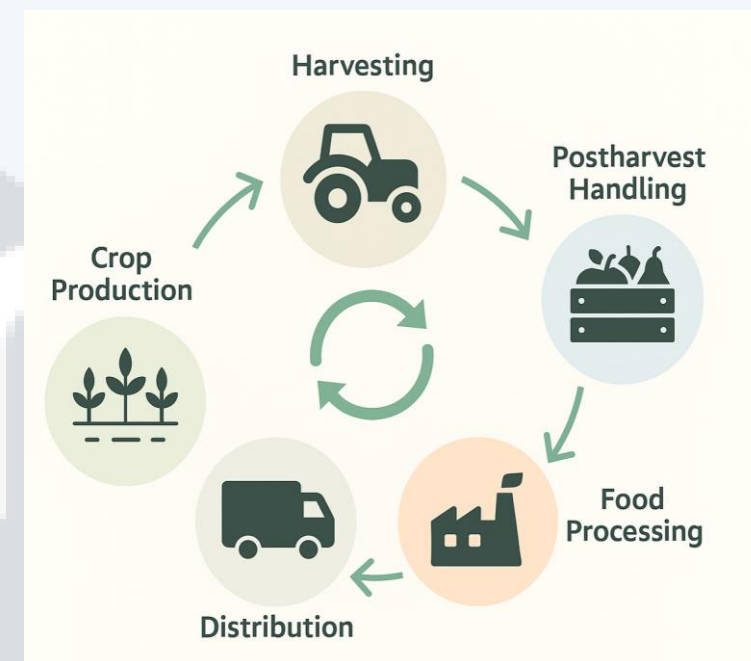 Harvesting
Postharvest
Handling
Crop
Production
Food
Processing
Distribution